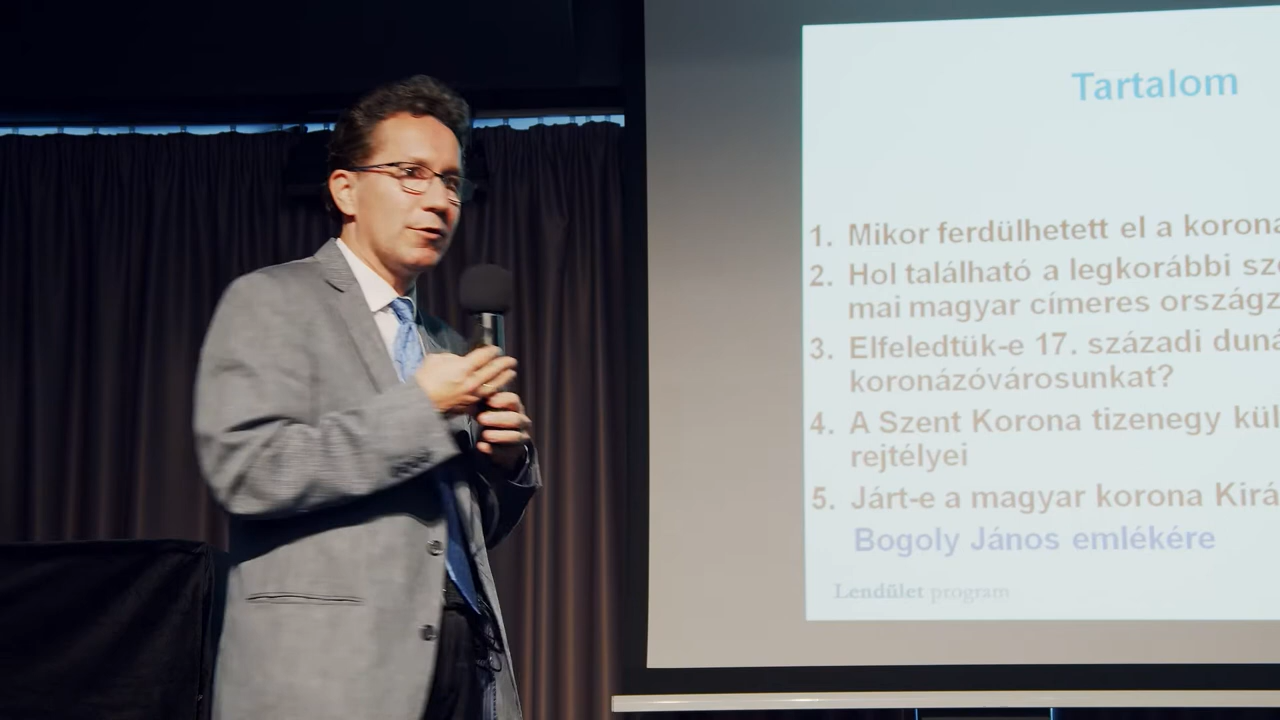 Tartalom
1. Mikor ferdülhetett el a korona
2. Hol található a legkorábbi
mai magyar címeres
3. Elfeledtük-e 17. századi
koronázóvárosunkat?
4. A Szent Korona tizenegy
rejtélyei
5. Járt-e a magyar korona
Bogoly János emlékére
Lendület program